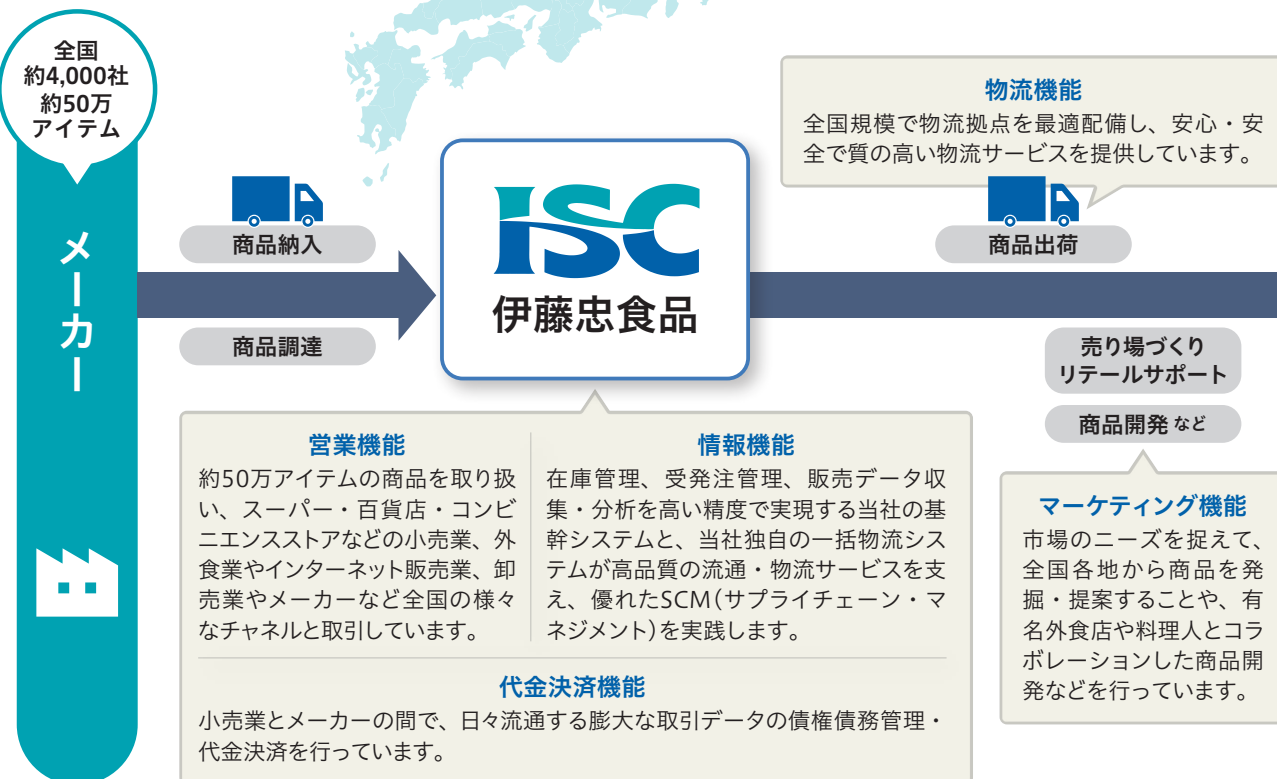 全国
約4,000社
約50万
アイテム
メーカー
商品納入
商品調達
ISC
伊藤忠食品
物流機能
全国規模で物流拠点を最適配備し、安心・安
全で質の高い物流サービスを提供しています。
商品出荷
売り場づくり
リテールサポート
商品開発 など
営業機能
約50万アイテムの商品を取り扱
い、スーパー・百貨店・コンビ
ニエンスストアなどの小売業、外
食業やインターネット販売業、卸
売業やメーカーなど全国の様々
なチャネルと取引しています。
情報機能
在庫管理、受発注管理、販売データ収
集・分析を高い精度で実現する当社の基
幹システムと、当社独自の一括物流シス
テムが高品質の流通・物流サービスを支
え、優れたSCM（サプライチェーン・マ
ネジメント）を実践します。
代金決済機能
小売業とメーカーの間で、日々流通する膨大な取引データの債権債務管理・
代金決済を行っています。
マーケティング機能
市場のニーズを捉えて、
全国各地から商品を発
掘・提案することや、有
名外食店や料理人とコラ
ボレーションした商品開
発などを行っています。